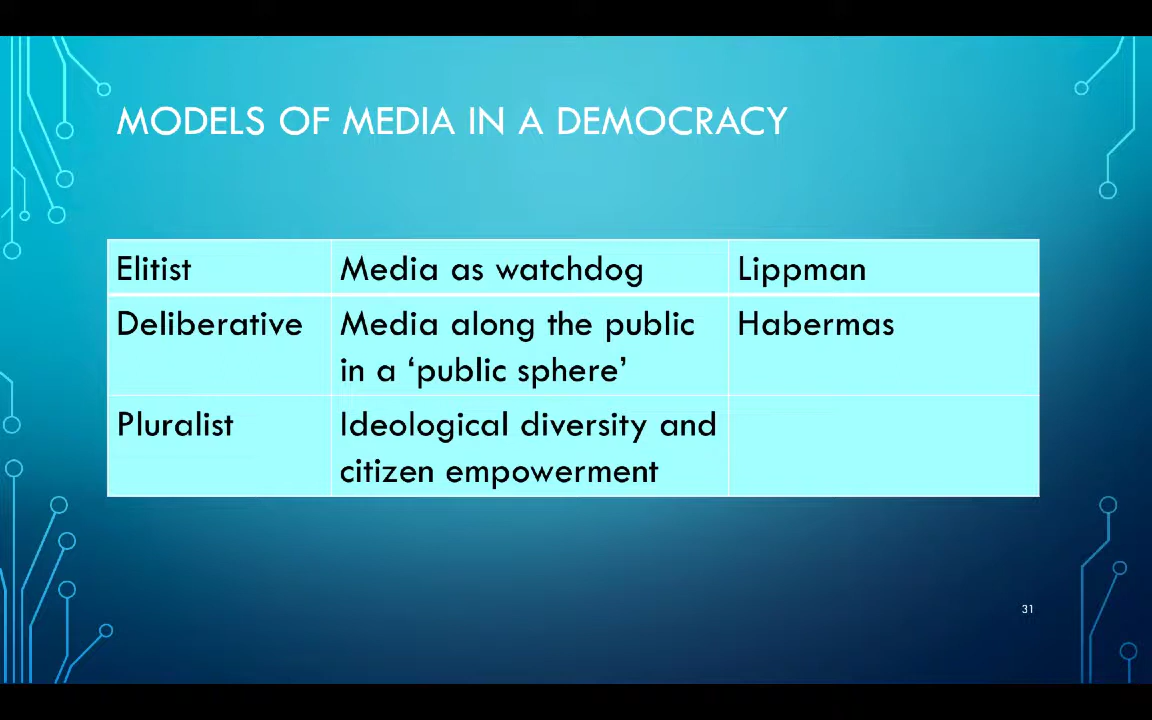 MODELS OF MEDIA IN A DEMOCRACY
Elitist
Media as watchdog
Lippman
Deliberative
Media along the public
in a ‘public sphere’
Habermas
Pluralist
Ideological diversity and
citizen empowerment
31